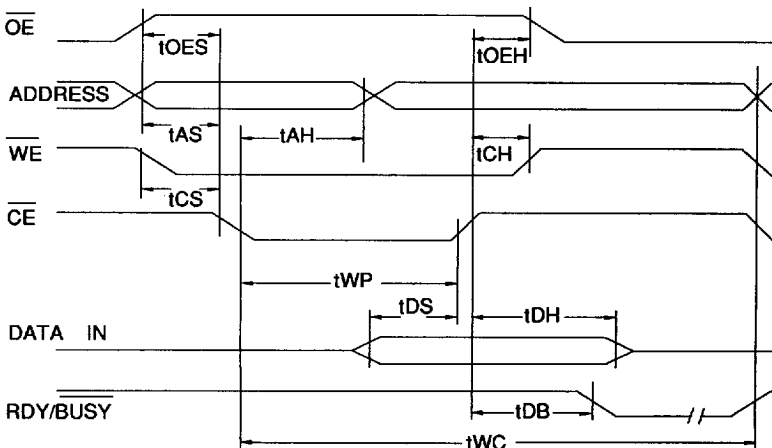 OE
tOES
tOEH
ADDRESS
tAS
tAH
tCH
WE
tCS
CE
tWP
tDS
tDH
DATA IN
RDY/BUSY
tDB
tWC